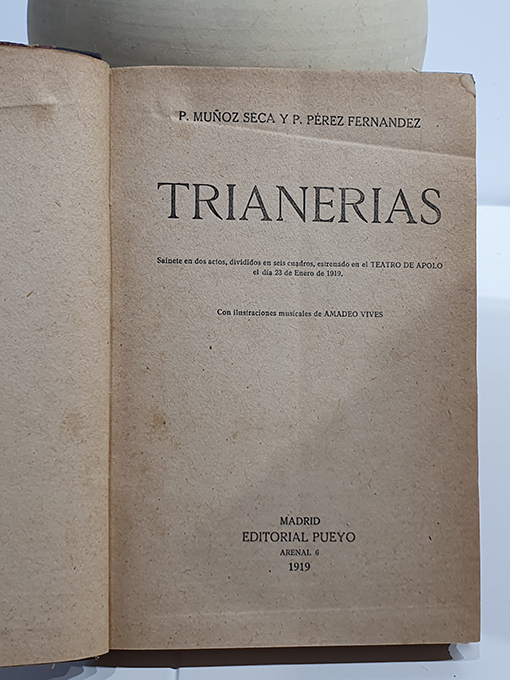 P. MUÑOZ SECA Y P. PÉREZ FERNANDEZ
TRIANERIAS
Sainete en dos actos, divididos en seis cuadros, estrenado en el TEATRO DE APOLO
el día 23 de Enero de 1919.
Con ilustraciones musicales de AMADEO VIVES
MADRID
EDITORIAL PUEYO
ARENAL 6
1919